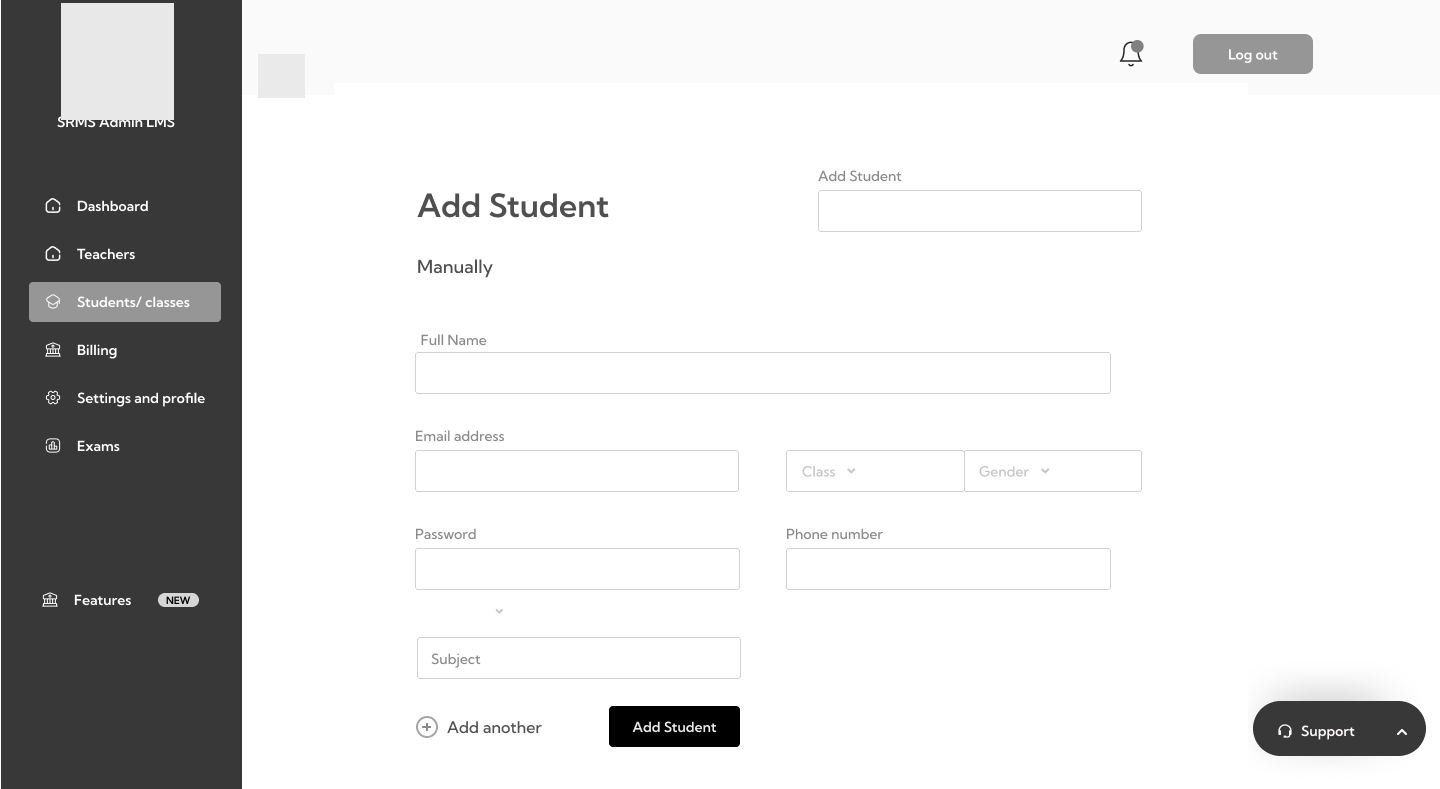 SRMS Admin LMS
Dashboard
Teachers
Students/ classes
Billing
Settings and profile
Exams
Features NEW
Log out
Add Student
Add Student
Manually
Full Name
Email address
Class
Gender
Password
Phone number
Subject
Add another
Add Student
Support